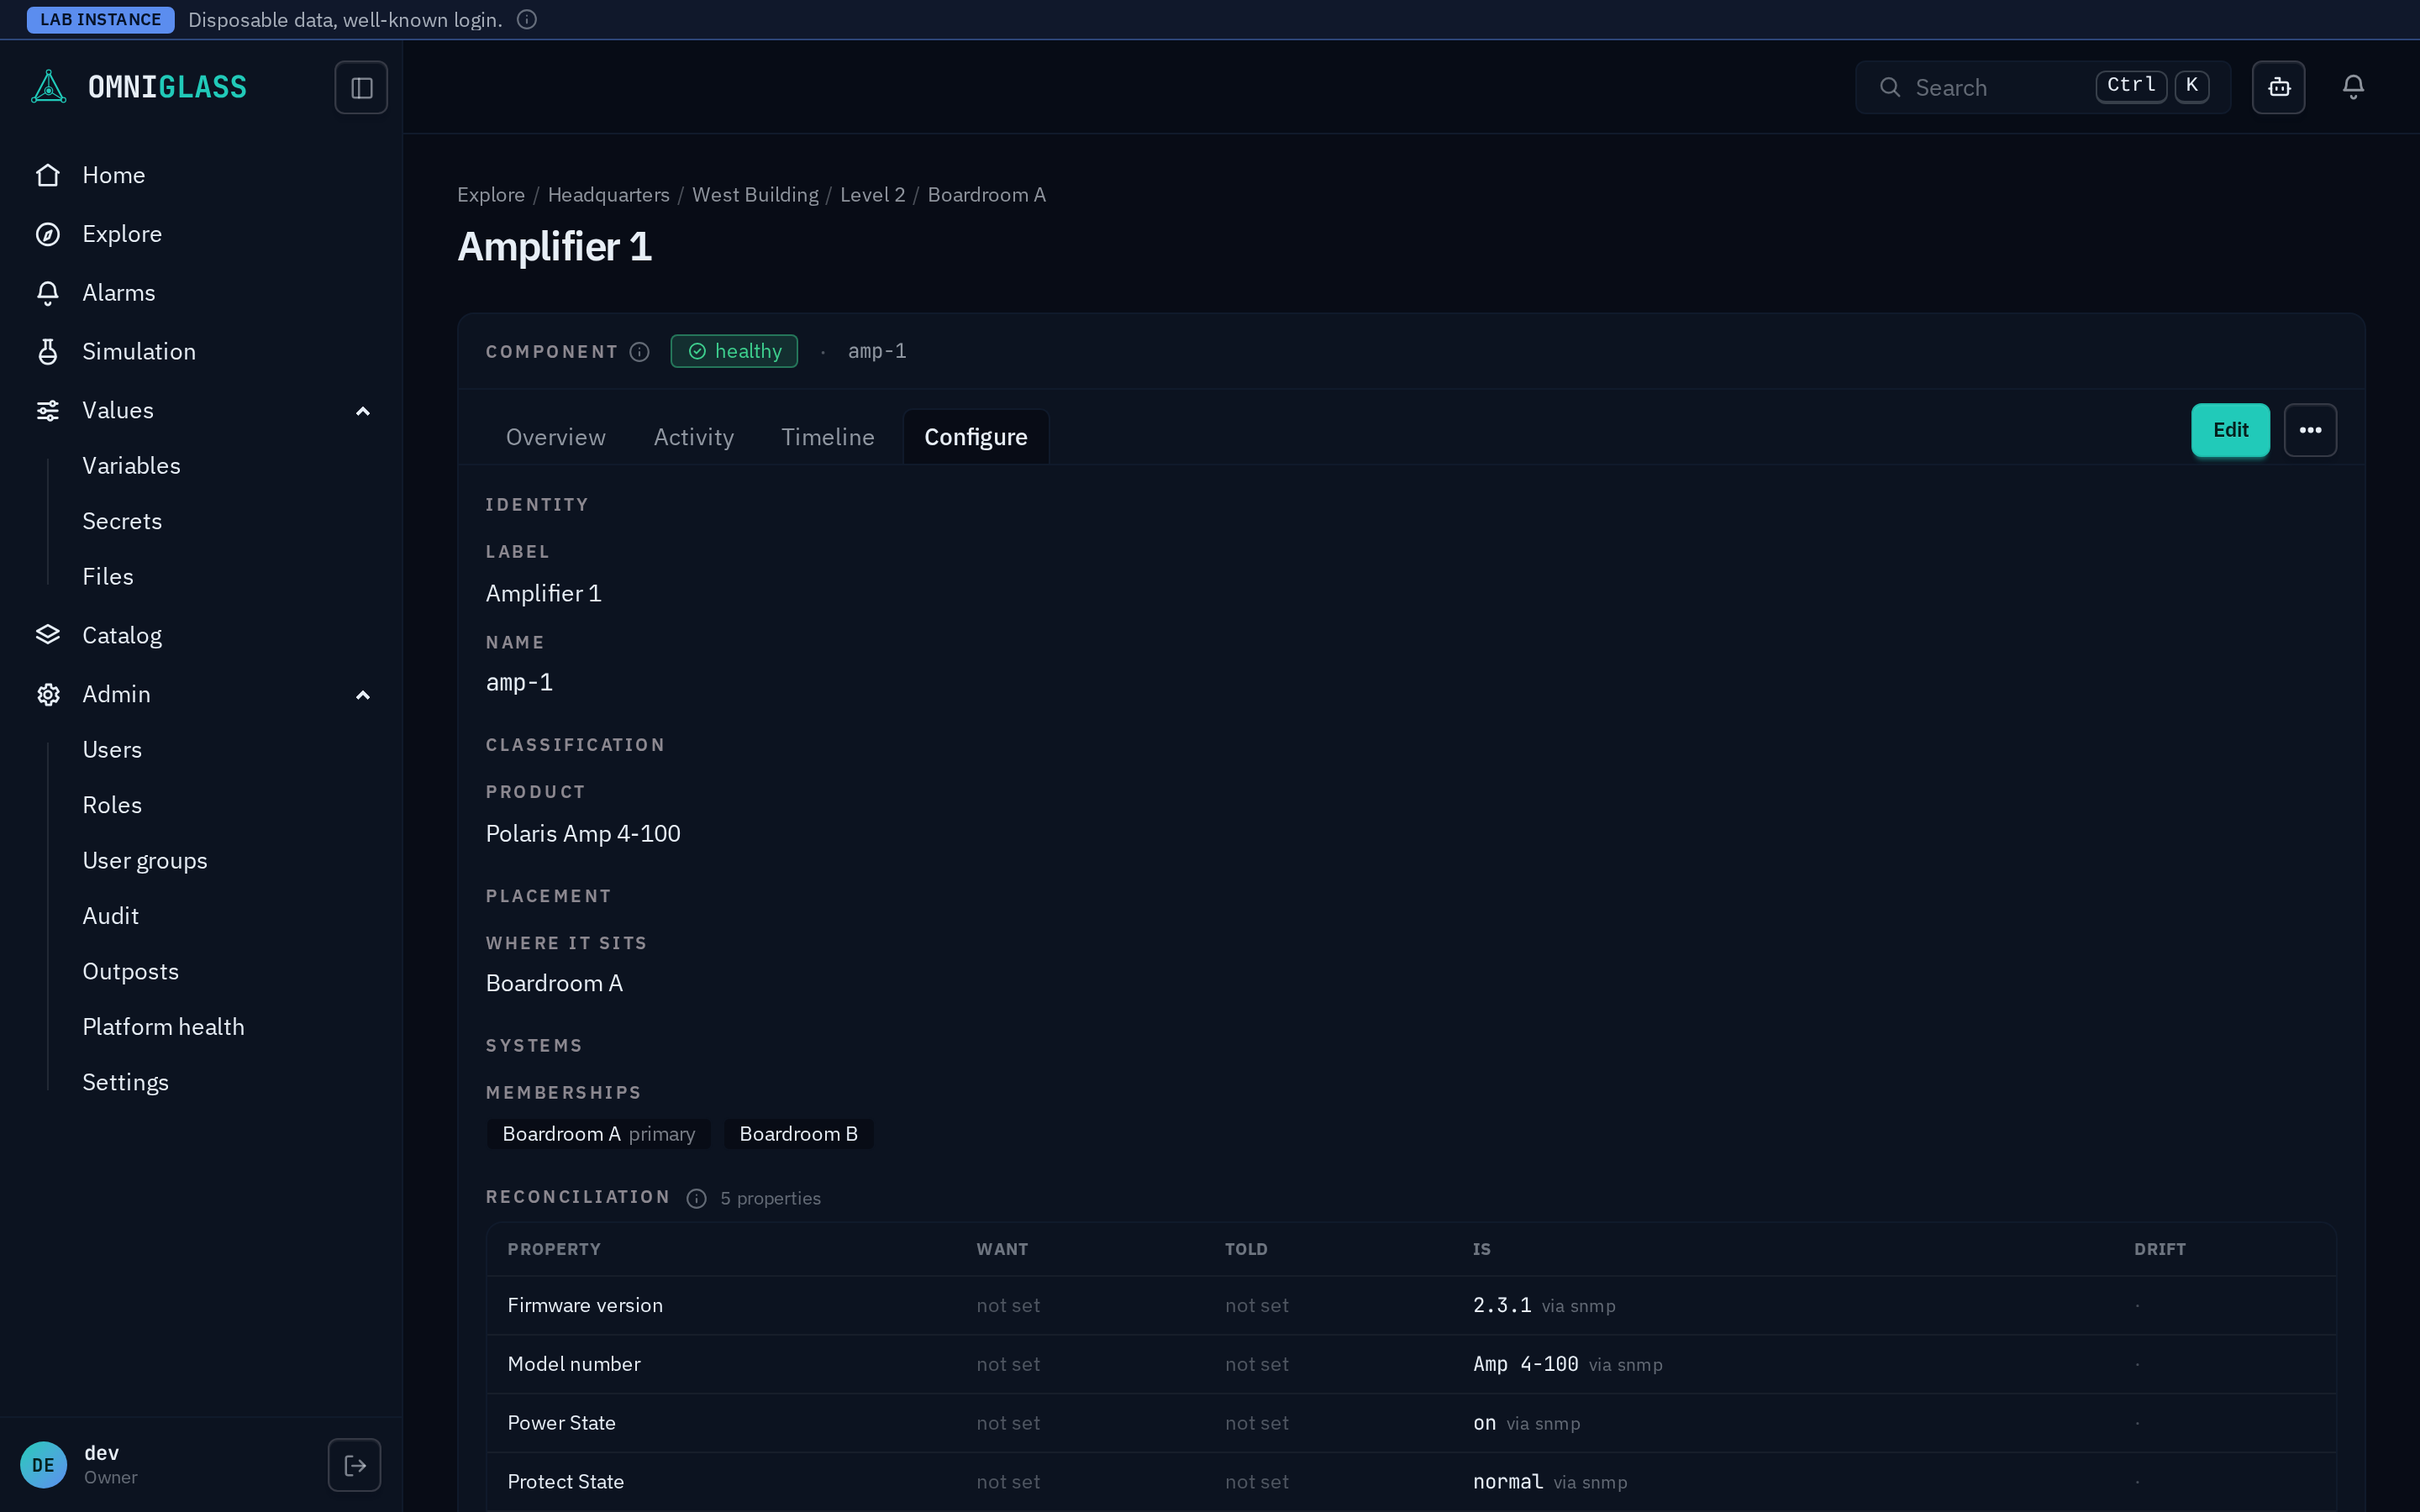 LAB INSTANCE Disposable data, well-known login.
OMNIGLASS
Search Ctrl K
Home
Explore
Alarms
Simulation
Values
Variables
Secrets
Files
Catalog
Admin
Users
Roles
User groups
Audit
Outposts
Platform health
Settings
DE dev
Owner
Explore / Headquarters / West Building / Level 2 / Boardroom A
Amplifier 1
COMPONENT healthy · amp-1
Overview Activity Timeline Configure Edit
IDENTITY
LABEL
Amplifier 1
NAME
amp-1
CLASSIFICATION
PRODUCT
Polaris Amp 4-100
PLACEMENT
WHERE IT SITS
Boardroom A
SYSTEMS
MEMBERSHIPS
Boardroom A primary Boardroom B
RECONCILIATION 5 properties
PROPERTY WANT TOLD IS DRIFT
Firmware version not set not set 2.3.1 via snmp ·
Model number not set not set Amp 4-100 via snmp ·
Power State not set not set on via snmp ·
Protect State not set not set normal via snmp ·